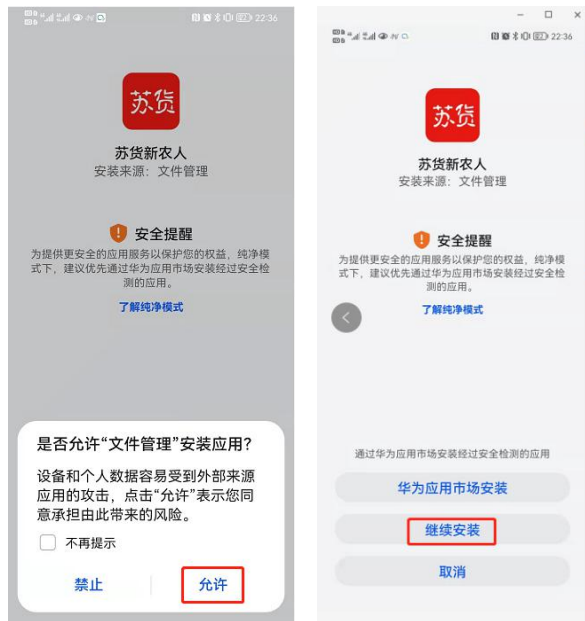 22:36
苏货
苏货新农人
安装来源：文件管理
安全提醒
为提供更安全的应用服务以保护您的权益，纯净模
式下，建议优先通过华为应用市场安装经过安全检
测的应用。
了解纯净模式
是否允许“文件管理”安装应用？
设备和个人数据容易受到外部来源
应用的攻击，点击“允许”表示您同
意承担由此带来的风险。
不再提示
禁止
允许
22:36
苏货
苏货新农人
安装来源：文件管理
安全提醒
为提供更安全的应用服务以保护您的权益，纯净模
式下，建议优先通过华为应用市场安装经过安全检
测的应用。
了解纯净模式
通过华为应用市场安装经过安全检测的应用
华为应用市场安装
继续安装
取消